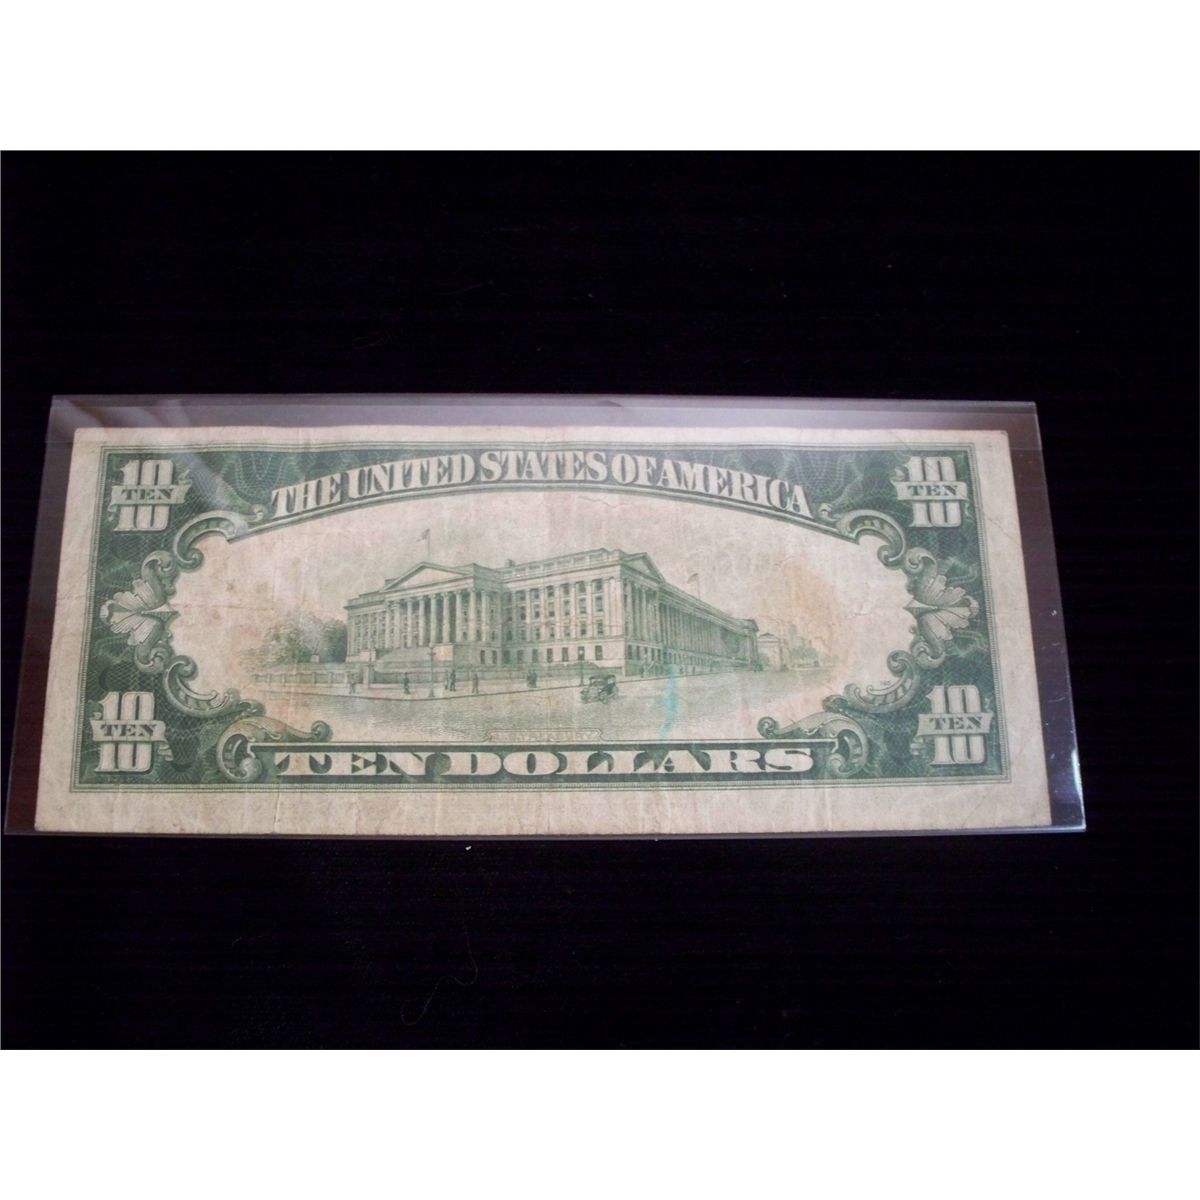 THE UNITED STATES OF AMERICA
10 TEN 10
10 TEN 10
10 TEN 10
10 TEN 10
U.S. TREASURY
TEN DOLLARS